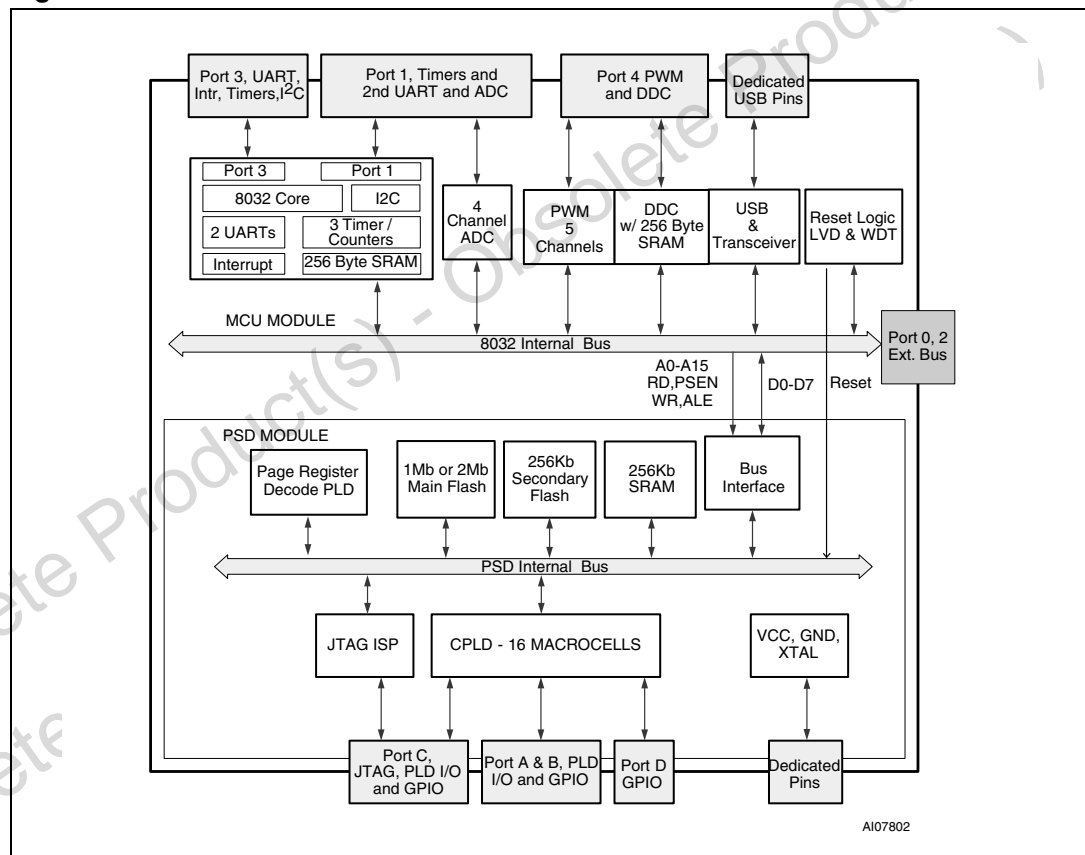 Port 3, UART,
Intr, Timers,I2C
Port 1, Timers and
2nd UART and ADC
Port 4 PWM
and DDC
Dedicated
USB Pins
Port 3
Port 1
8032 Core
I2C
2 UARTs
3 Timer /
Counters
Interrupt
256 Byte SRAM
4
Channel
ADC
PWM
5
Channels
DDC
w/ 256 Byte
SRAM
USB
&
Transceiver
Reset Logic
LVD & WDT
MCU MODULE
8032 Internal Bus
Port 0, 2
Ext. Bus
A0-A15
RD,PSEN
WR,ALE
D0-D7
Reset
PSD MODULE
Page Register
Decode PLD
1Mb or 2Mb
Main Flash
256Kb
Secondary
Flash
256Kb
SRAM
Bus
Interface
PSD Internal Bus
JTAG ISP
CPLD - 16 MACROCELLS
VCC, GND,
XTAL
Port C,
JTAG, PLD I/O
and GPIO
Port A & B, PLD
I/O and GPIO
Port D
GPIO
Dedicated
Pins
AI07802
Product(s) - Obsolete Product(s)